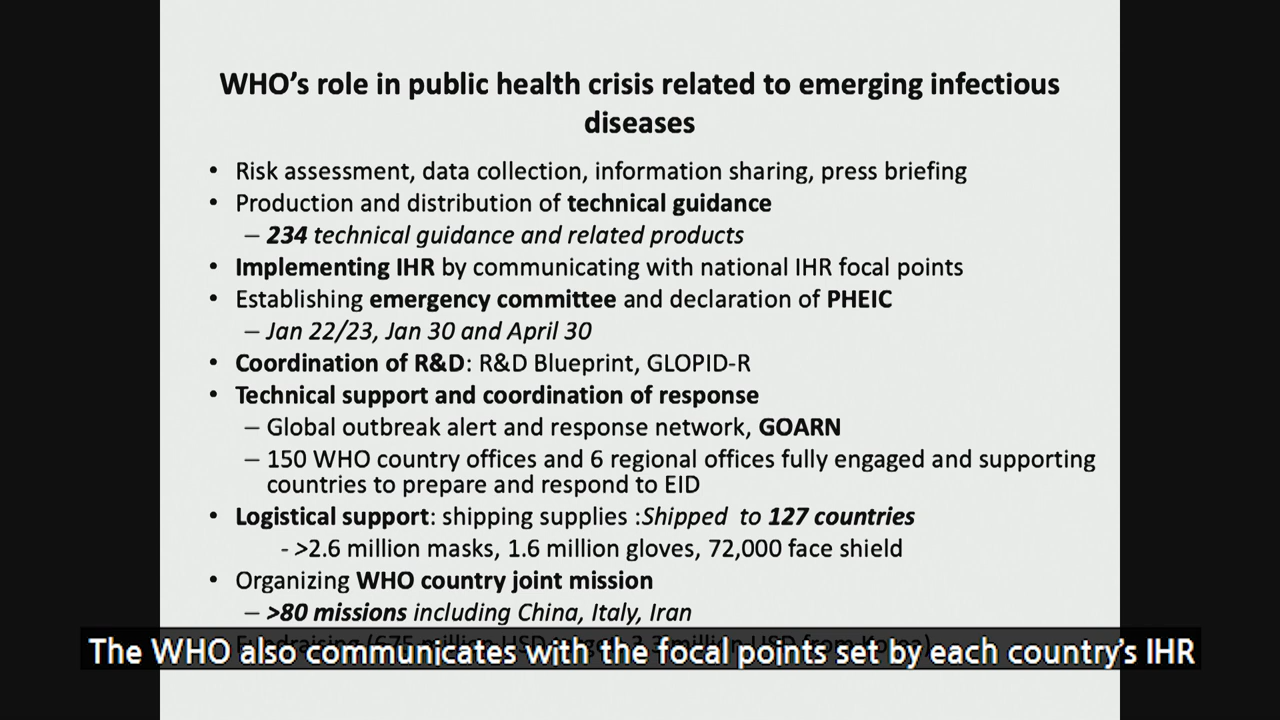 WHO's role in public health crisis related to emerging infectious
diseases
• Risk assessment, data collection, information sharing, press briefing
• Production and distribution of technical guidance
– 234 technical guidance and related products
• Implementing IHR by communicating with national IHR focal points
• Establishing emergency committee and declaration of PHEIC
– Jan 22/23, Jan 30 and April 30
• Coordination of R&D: R&D Blueprint, GLOPID-R
• Technical support and coordination of response
– Global outbreak alert and response network, GOARN
– 150 WHO country offices and 6 regional offices fully engaged and supporting
countries to prepare and respond to EID
• Logistical support: shipping supplies :Shipped to 127 countries
- >2.6 million masks, 1.6 million gloves, 72,000 face shield
• Organizing WHO country joint mission
– >80 missions including China, Italy, Iran
The WHO also communicates with the focal points set by each country's IHR